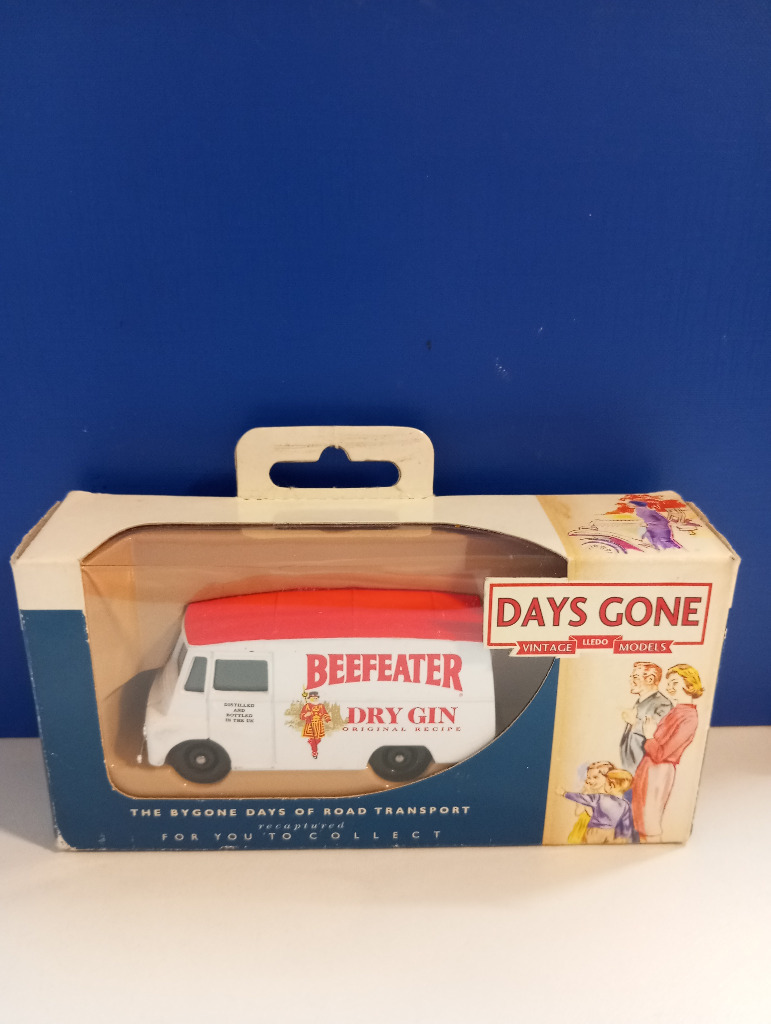 DAYS GONE
VINTAGE LLEDO MODELS
BEEFEATER
DRY GIN
ORIGINAL RECIPE
DISTILLED
AND
BOTTLED
IN THE UK
THE BYGONE DAYS OF ROAD TRANSPORT
recaptured
FOR YOU TO COLLECT